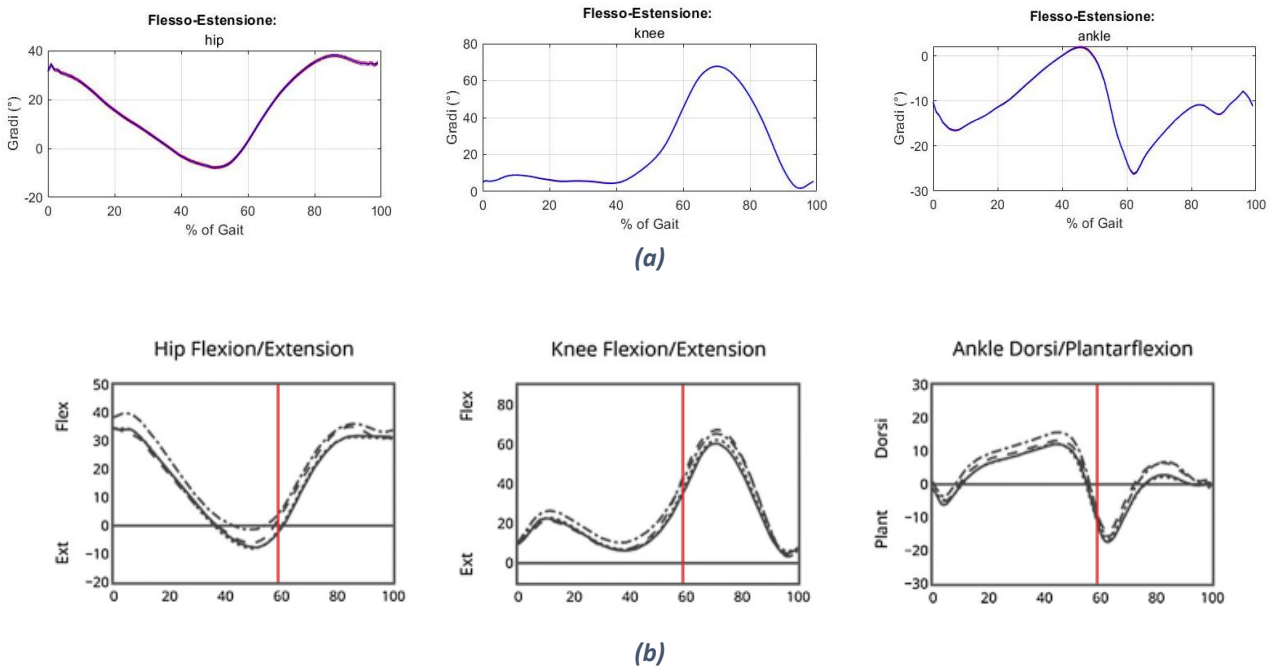 Flesso-Estensione:
hip
40
20
0
-20
Gradi (°)
0 20 40 60 80 100
% of Gait
Flesso-Estensione:
knee
80
60
40
20
0
Gradi (°)
0 20 40 60 80 100
% of Gait
Flesso-Estensione:
ankle
0
-10
-20
-30
Gradi (°)
0 20 40 60 80 100
% of Gait
(a)
Hip Flexion/Extension
50
40
30
20
10
0
−10
−20
Flex
Ext
0 20 40 60 80 100
Knee Flexion/Extension
80
60
40
20
0
Flex
Ext
0 20 40 60 80 100
Ankle Dorsi/Plantarflexion
30
20
10
0
−10
−20
−30
Dorsi
Plant
0 20 40 60 80 100
(b)